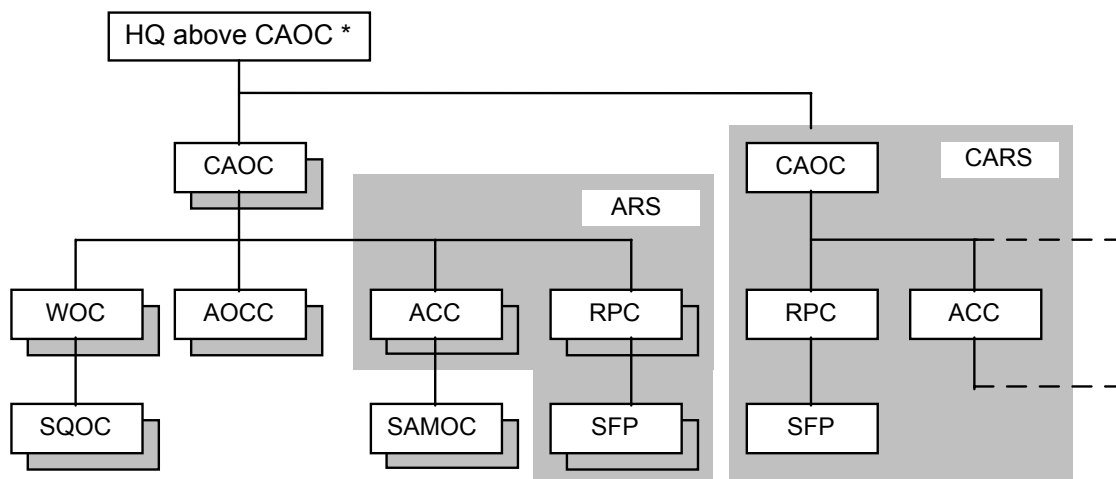 HQ above CAOC *
CAOC
CAOC
CARS
ARS
WOC
AOCC
ACC
RPC
RPC
ACC
SQOC
SAMOC
SFP
SFP